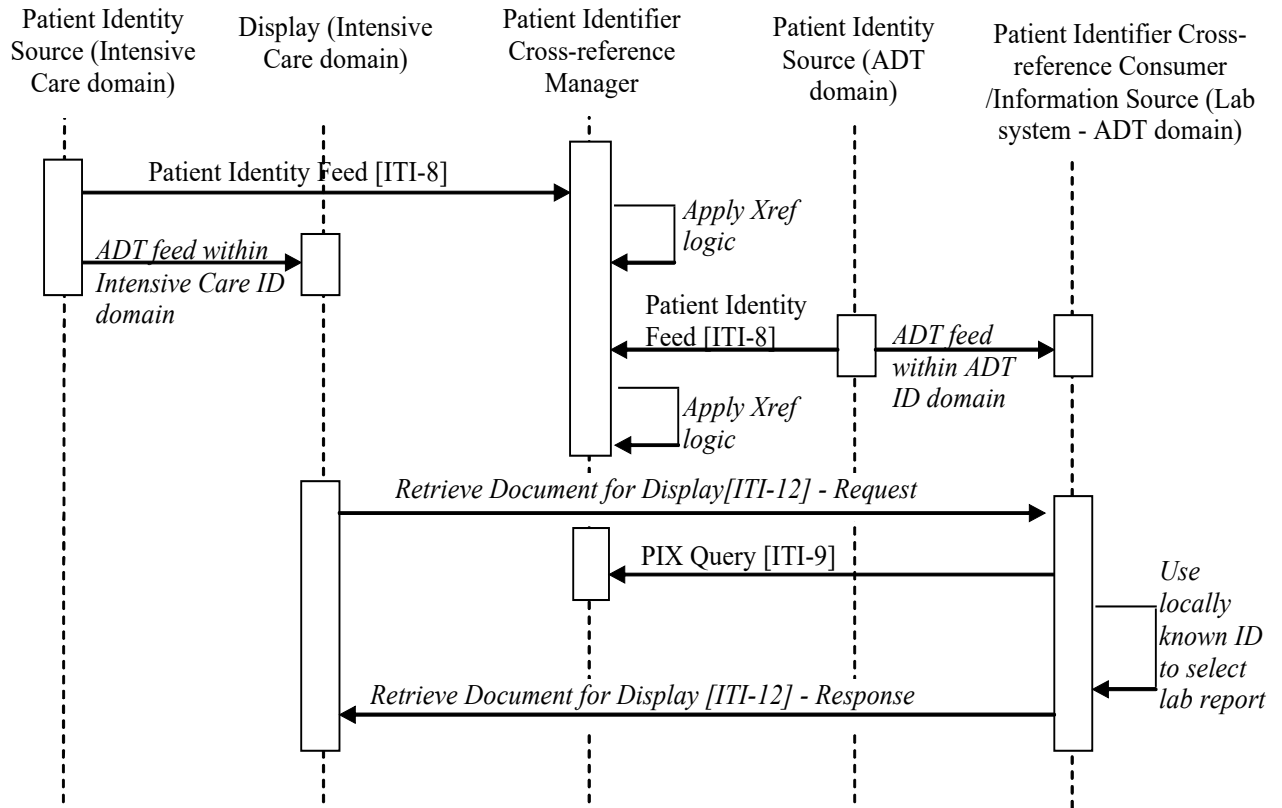 Patient Identity
Source (Intensive
Care domain)
Display (Intensive
Care domain)
Patient Identifier
Cross-reference
Manager
Patient Identity
Source (ADT
domain)
Patient Identifier Cross-
reference Consumer
/Information Source (Lab
system - ADT domain)
Patient Identity Feed [ITI-8]
Apply Xref
logic
ADT feed within
Intensive Care ID
domain
Patient Identity
Feed [ITI-8]
ADT feed
within ADT
ID domain
Apply Xref
logic
Retrieve Document for Display[ITI-12] - Request
PIX Query [ITI-9]
Use
locally
known ID
to select
lab report
Retrieve Document for Display [ITI-12] - Response